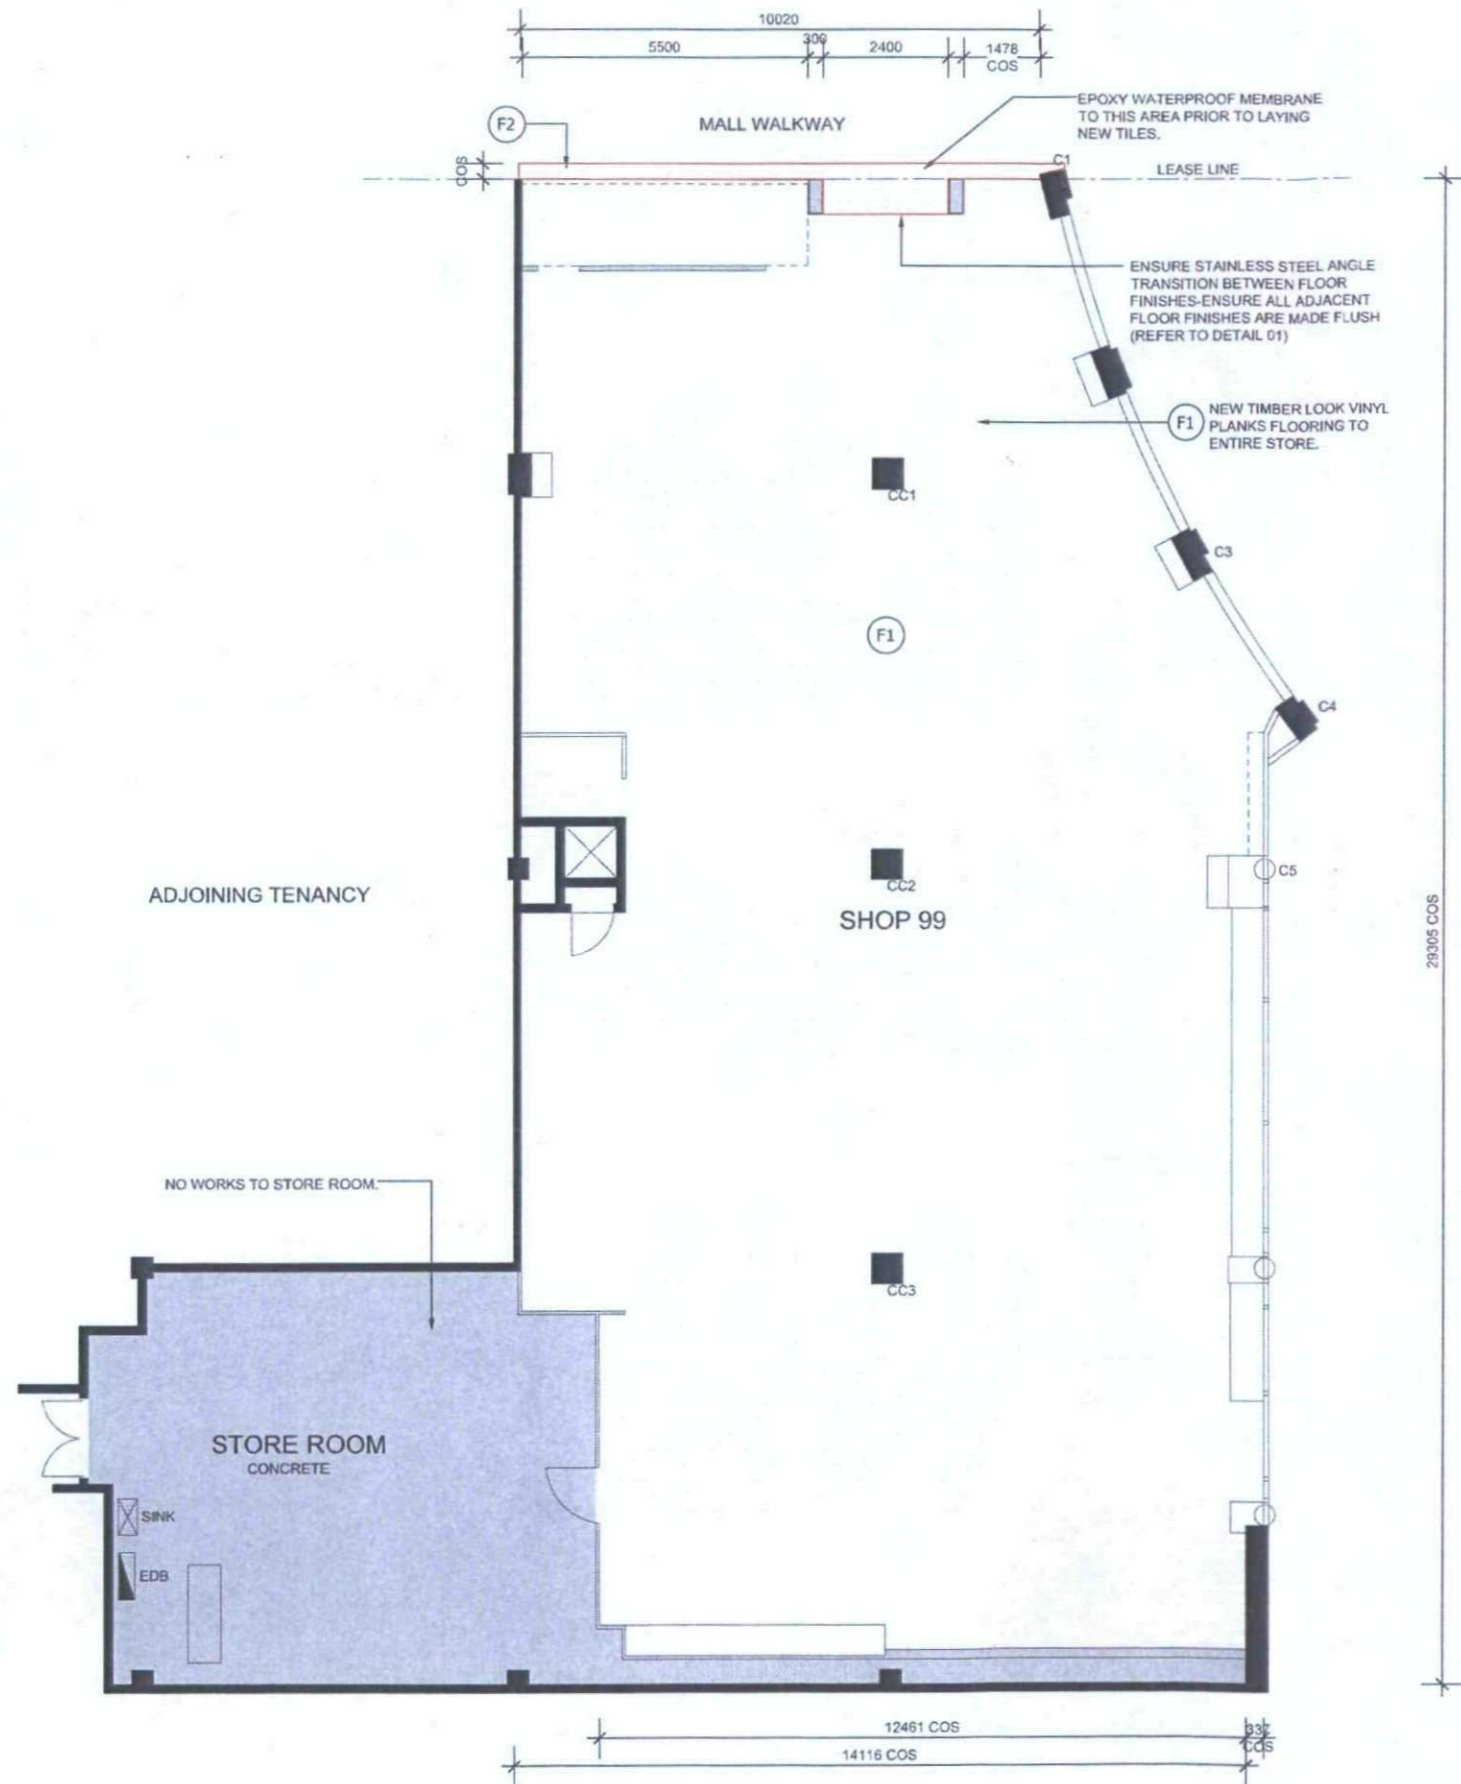 10020
5500
300
2400
1478
COS
EPOXY WATERPROOF MEMBRANE
TO THIS AREA PRIOR TO LAYING
NEW TILES.
F2
MALL WALKWAY
COS
C1
LEASE LINE
ENSURE STAINLESS STEEL ANGLE
TRANSITION BETWEEN FLOOR
FINISHES-ENSURE ALL ADJACENT
FLOOR FINISHES ARE MADE FLUSH
(REFER TO DETAIL 01)
F1
NEW TIMBER LOOK VINYL
PLANKS FLOORING TO
ENTIRE STORE.
CC1
C3
F1
C4
C5
CC2
ADJOINING TENANCY
SHOP 99
29305 COS
NO WORKS TO STORE ROOM.
CC3
STORE ROOM
CONCRETE
SINK
EDB
12461 COS
337
COS
14116 COS